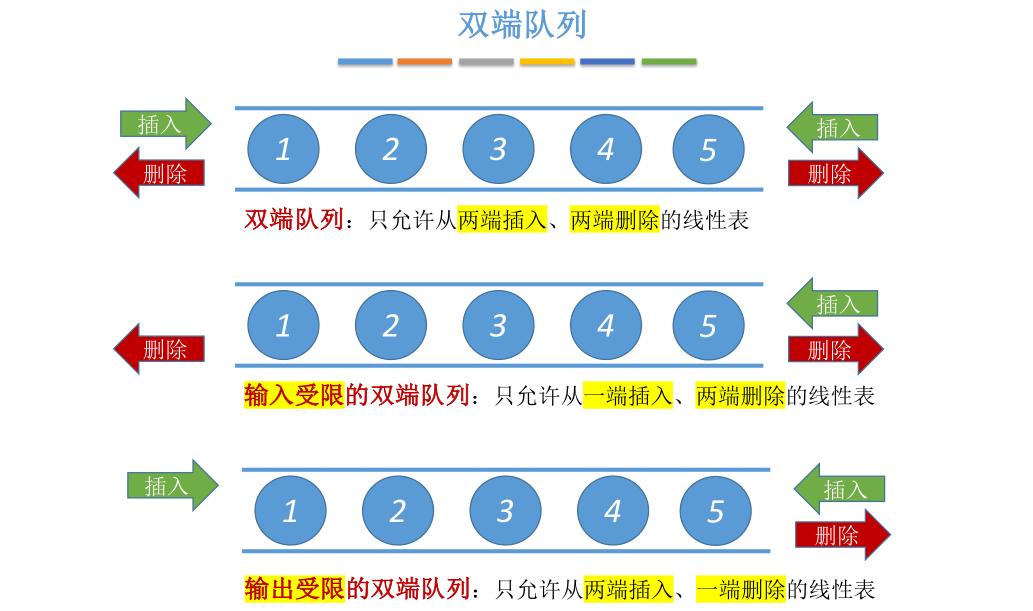 双端队列
插入
插入
1 2 3 4 5
删除
删除
双端队列：只允许从两端插入、两端删除的线性表
插入
1 2 3 4 5
删除
删除
输入受限的双端队列：只允许从一端插入、两端删除的线性表
插入
插入
1 2 3 4 5
删除
输出受限的双端队列：只允许从两端插入、一端删除的线性表